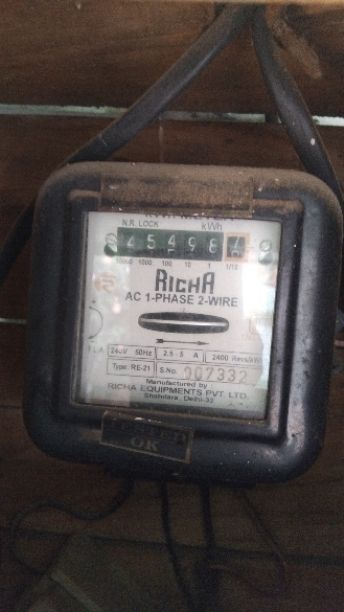 N.R. LOCK kWh
4 5 4 9 8
10000 1000 100 10 1 1/10
RICHA
AC 1-PHASE 2-WIRE
240V 50Hz 2.5-5 A 2400 Revs/kWh
Type: RE-21 S.No. 907332
Manufactured by
RICHA EQUIPMENTS PVT. LTD.
Shahdara, Delhi-32
OK